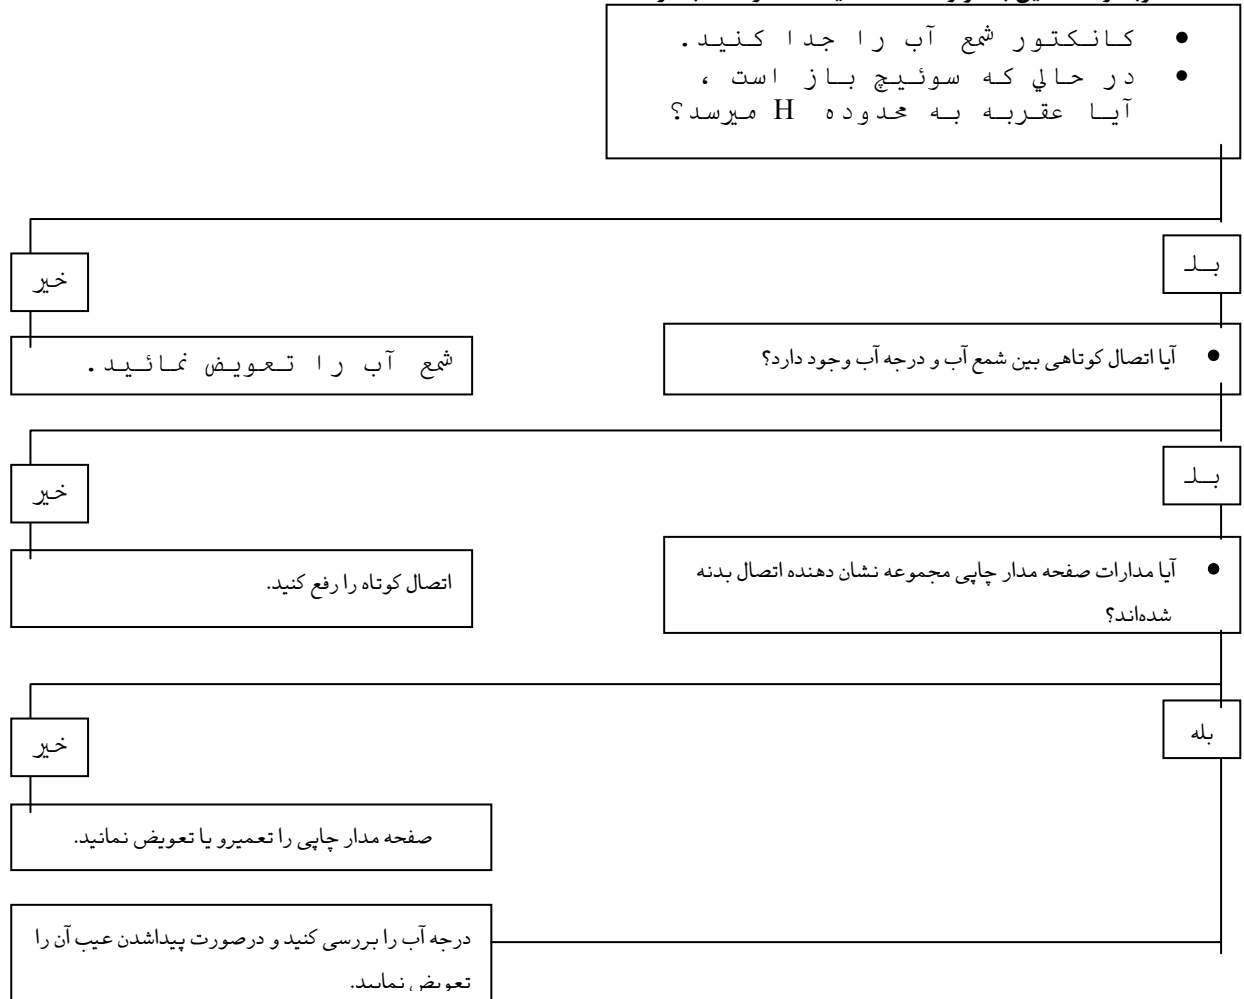 • کانکتور شمع آب را جدا کنید.
• در حالي که سوئیچ باز است ،
آیا عقربه به محدوده H میرسد؟
بلـ
خیر
• آیا اتصال کوتاهی بین شمع آب و درجه آب وجود دارد؟
شمع آب را تعویض نمائید.
بلـ
خیر
• آیا مدارات صفحه مدار چاپی مجموعه نشان دهنده اتصال بدنه
شده‌اند؟
اتصال کوتاه را رفع کنید.
بله
خیر
صفحه مدار چاپی را تعمیرو یا تعویض نمانید.
درجه آب را بررسی کنید و درصورت پیداشدن عیب آن را
تعویض نمایید.